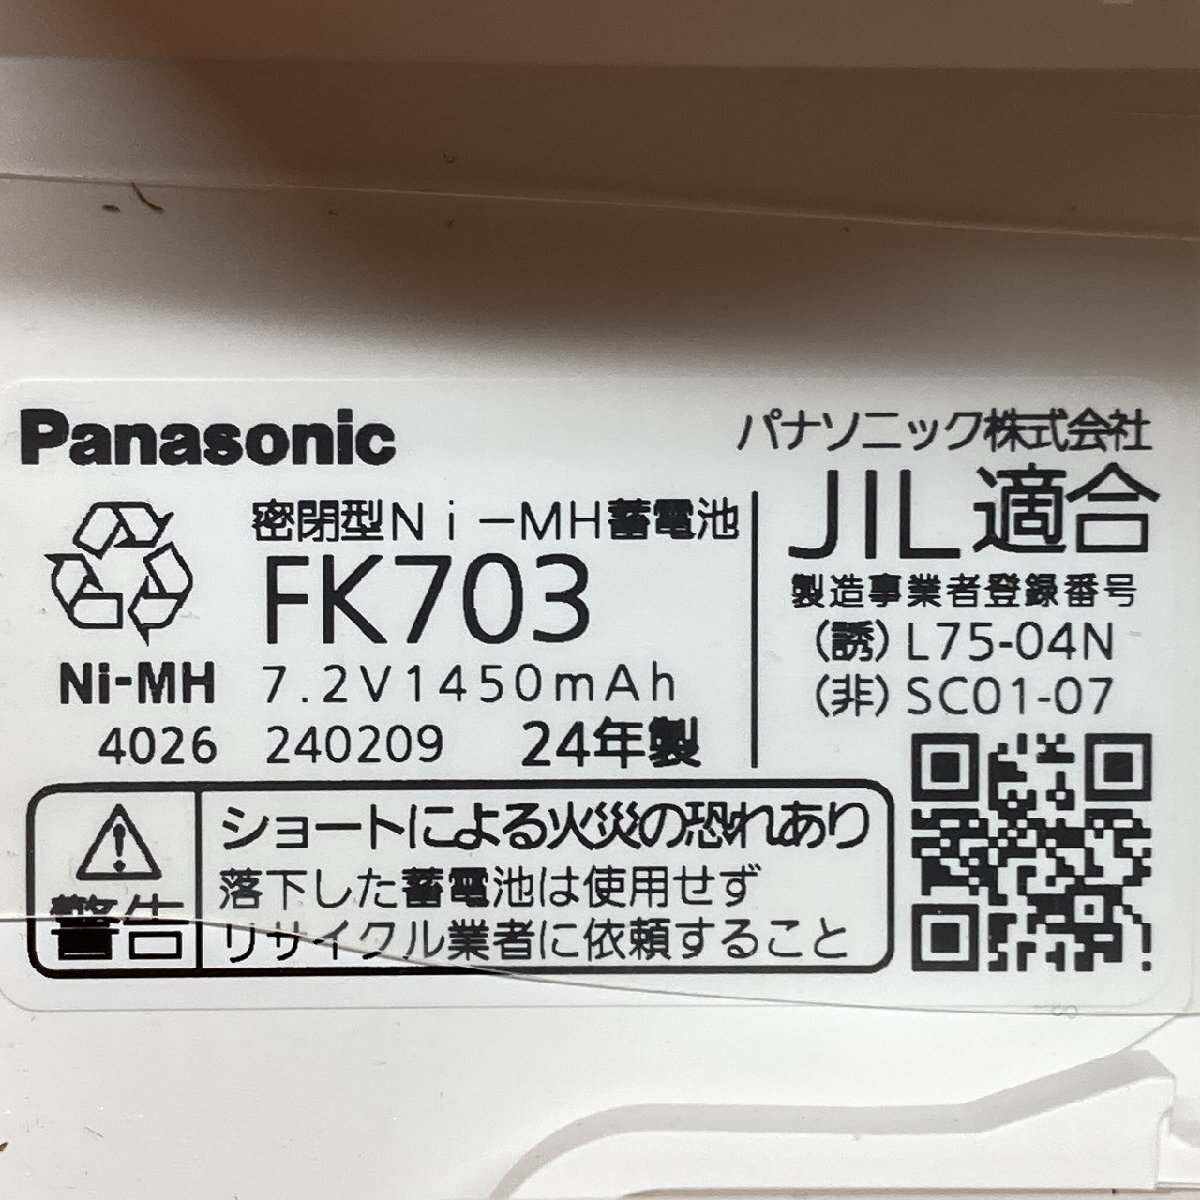 Panasonic
パナソニック株式会社
密閉型Ni-MH蓄電池
FK703
Ni-MH
7.2V1450mAh
4026 240209 24年製
JIL適合
製造事業者登録番号
(誘) L75-04N
(非) SC01-07
警告
ショートによる火災の恐れあり
落下した蓄電池は使用せず
リサイクル業者に依頼すること